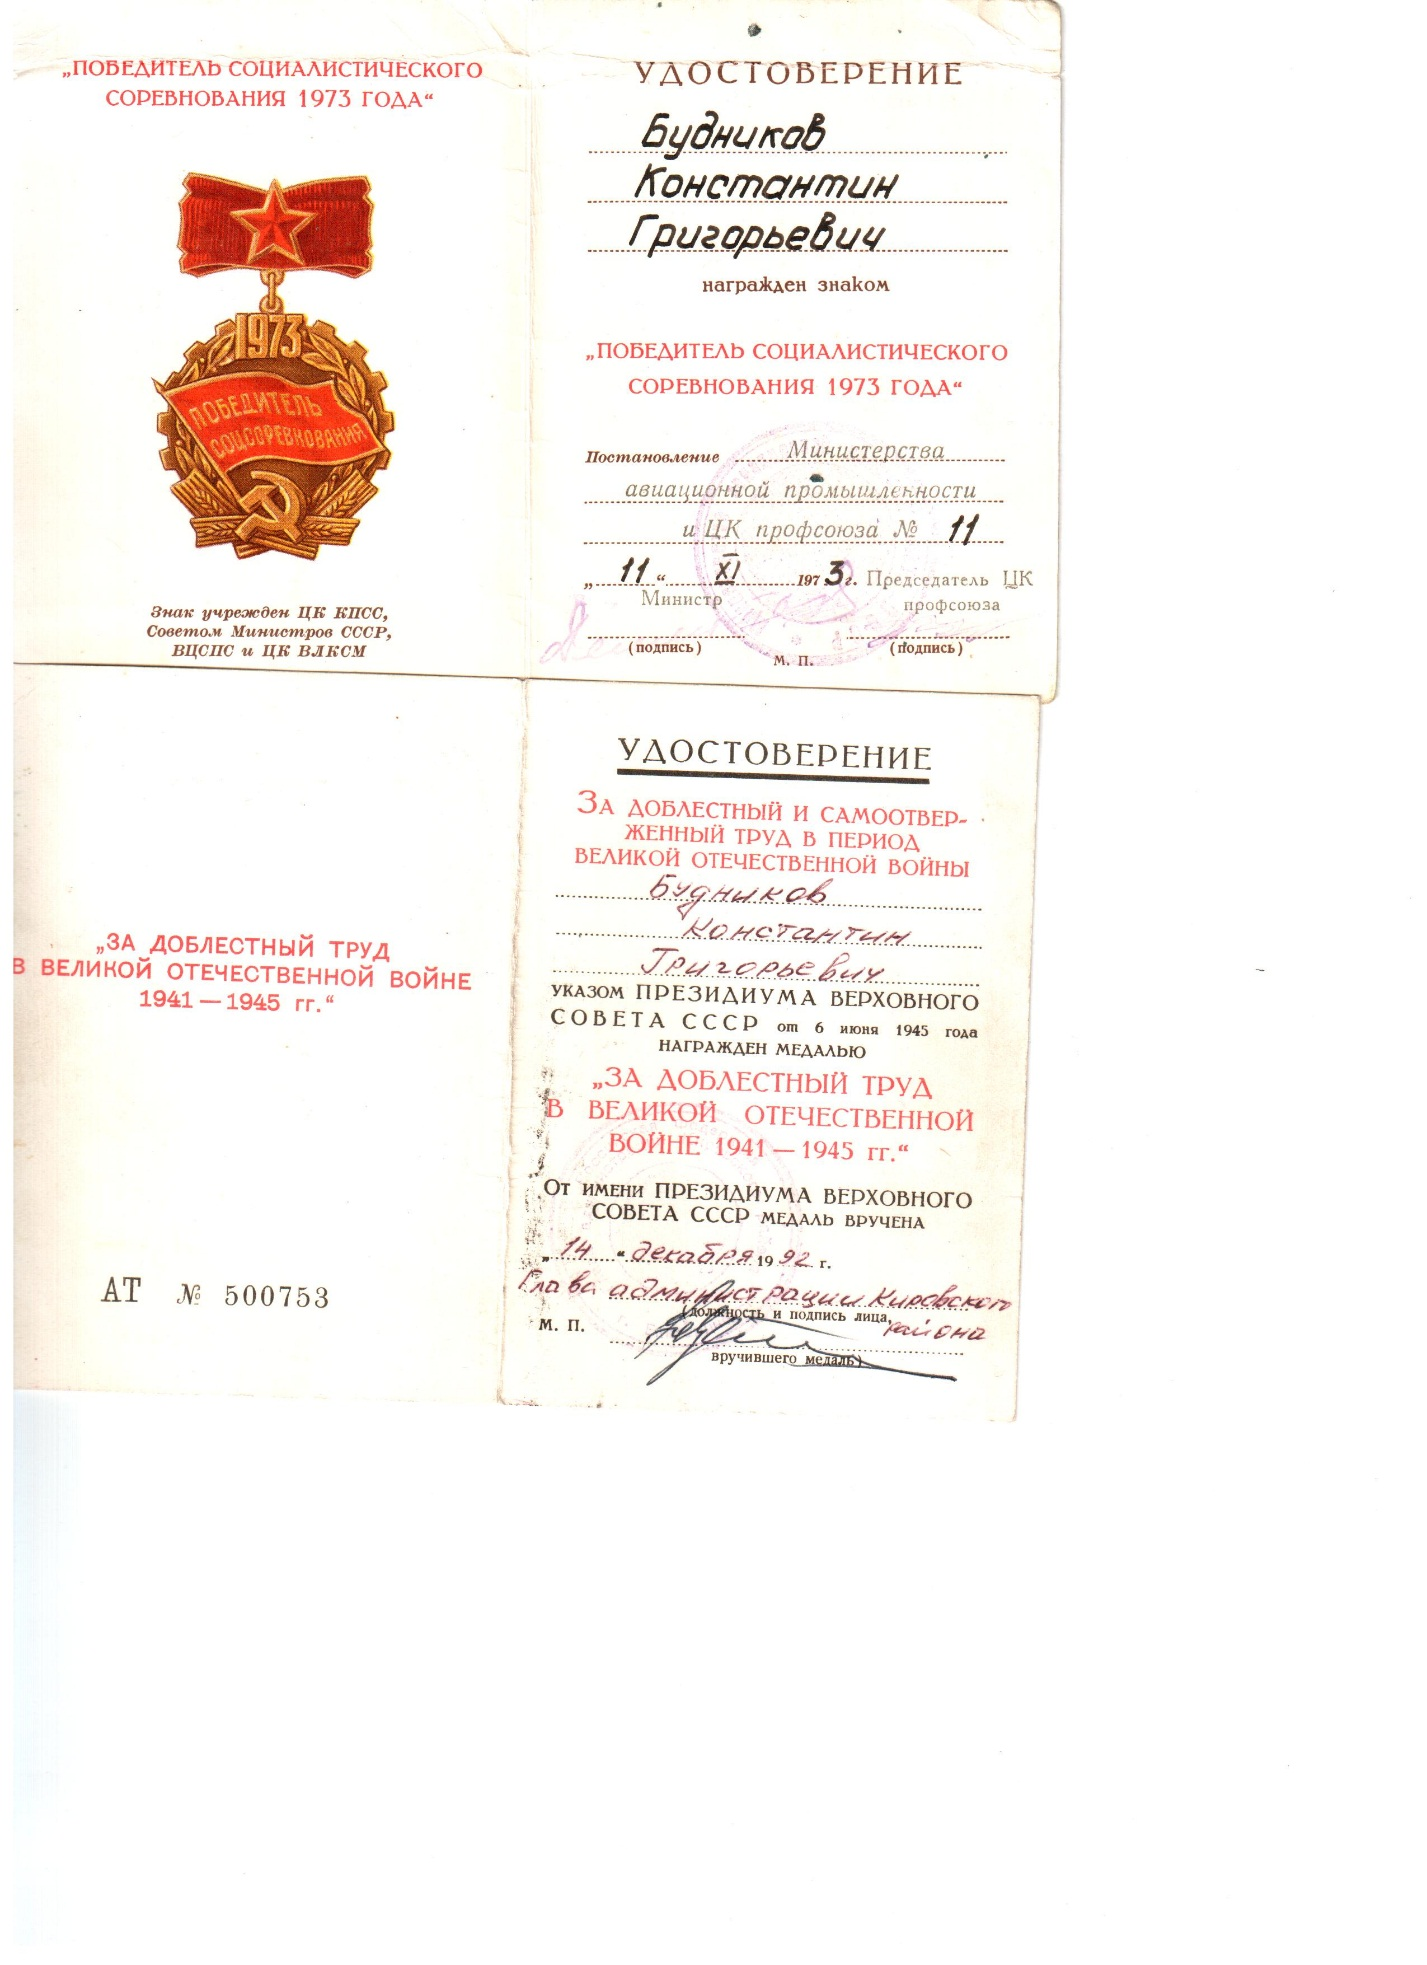 „ПОБЕДИТЕЛЬ СОЦИАЛИСТИЧЕСКОГО
СОРЕВНОВАНИЯ 1973 ГОДА“
1973
ПОБЕДИТЕЛЬ
СОЦСОРЕВНОВАНИЯ
Знак учрежден ЦК КПСС,
Советом Министров СССР,
ВЦСПС и ЦК ВЛКСМ
УДОСТОВЕРЕНИЕ
Будников
Константин
Григорьевич
награжден знаком
„ПОБЕДИТЕЛЬ СОЦИАЛИСТИЧЕСКОГО
СОРЕВНОВАНИЯ 1973 ГОДА“
Постановление Министерства
авиационной промышленности
и ЦК профсоюза № 11
„11“ XI 1973г. Председатель ЦК
Министр профсоюза
(подпись) (подпись)
М. П.
„ЗА ДОБЛЕСТНЫЙ ТРУД
В ВЕЛИКОЙ ОТЕЧЕСТВЕННОЙ ВОЙНЕ
1941—1945 гг.“
АТ № 500753
УДОСТОВЕРЕНИЕ
ЗА ДОБЛЕСТНЫЙ И САМООТВЕР-
ЖЕННЫЙ ТРУД В ПЕРИОД
ВЕЛИКОЙ ОТЕЧЕСТВЕННОЙ ВОЙНЫ
Будников
Константин
Григорьевич
УКАЗОМ ПРЕЗИДИУМА ВЕРХОВНОГО
СОВЕТА СССР от 6 июня 1945 года
НАГРАЖДЕН МЕДАЛЬЮ
„ЗА ДОБЛЕСТНЫЙ ТРУД
В ВЕЛИКОЙ ОТЕЧЕСТВЕННОЙ
ВОЙНЕ 1941—1945 гг.“
ОТ ИМЕНИ ПРЕЗИДИУМА ВЕРХОВНОГО
СОВЕТА СССР МЕДАЛЬ ВРУЧЕНА
„14“ декабря 1992 г.
Глава администрации Кировского
района
(должность и подпись лица,
М. П.
вручившего медаль)